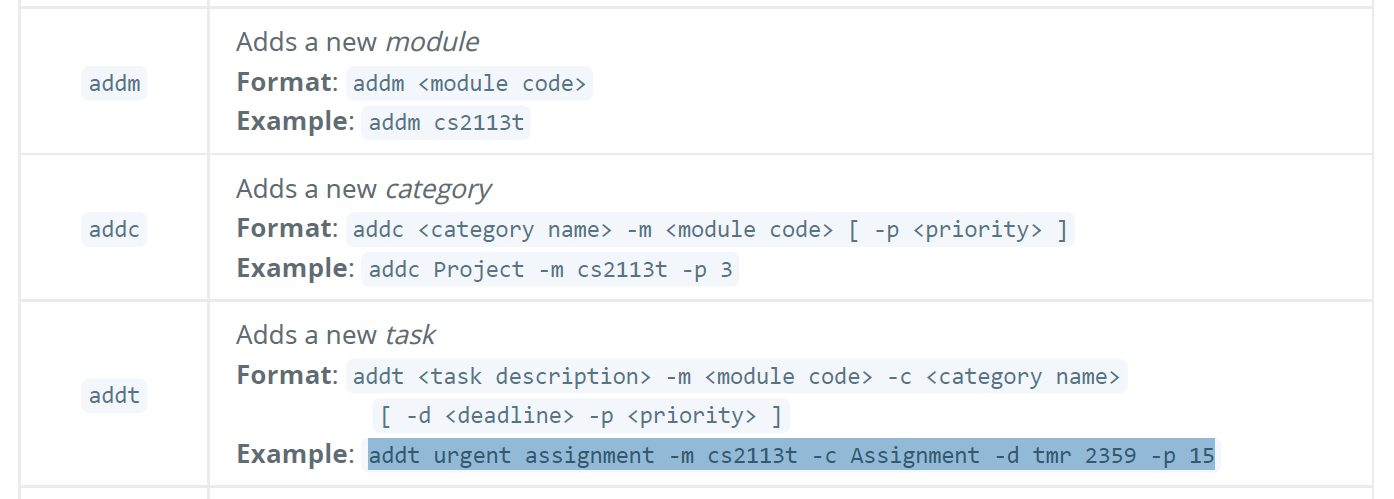 addm
Adds a new module
Format: addm <module code>
Example: addm cs2113t
addc
Adds a new category
Format: addc <category name> -m <module code> [ -p <priority> ]
Example: addc Project -m cs2113t -p 3
addt
Adds a new task
Format: addt <task description> -m <module code> -c <category name>
[ -d <deadline> -p <priority> ]
Example: addt urgent assignment -m cs2113t -c Assignment -d tmr 2359 -p 15